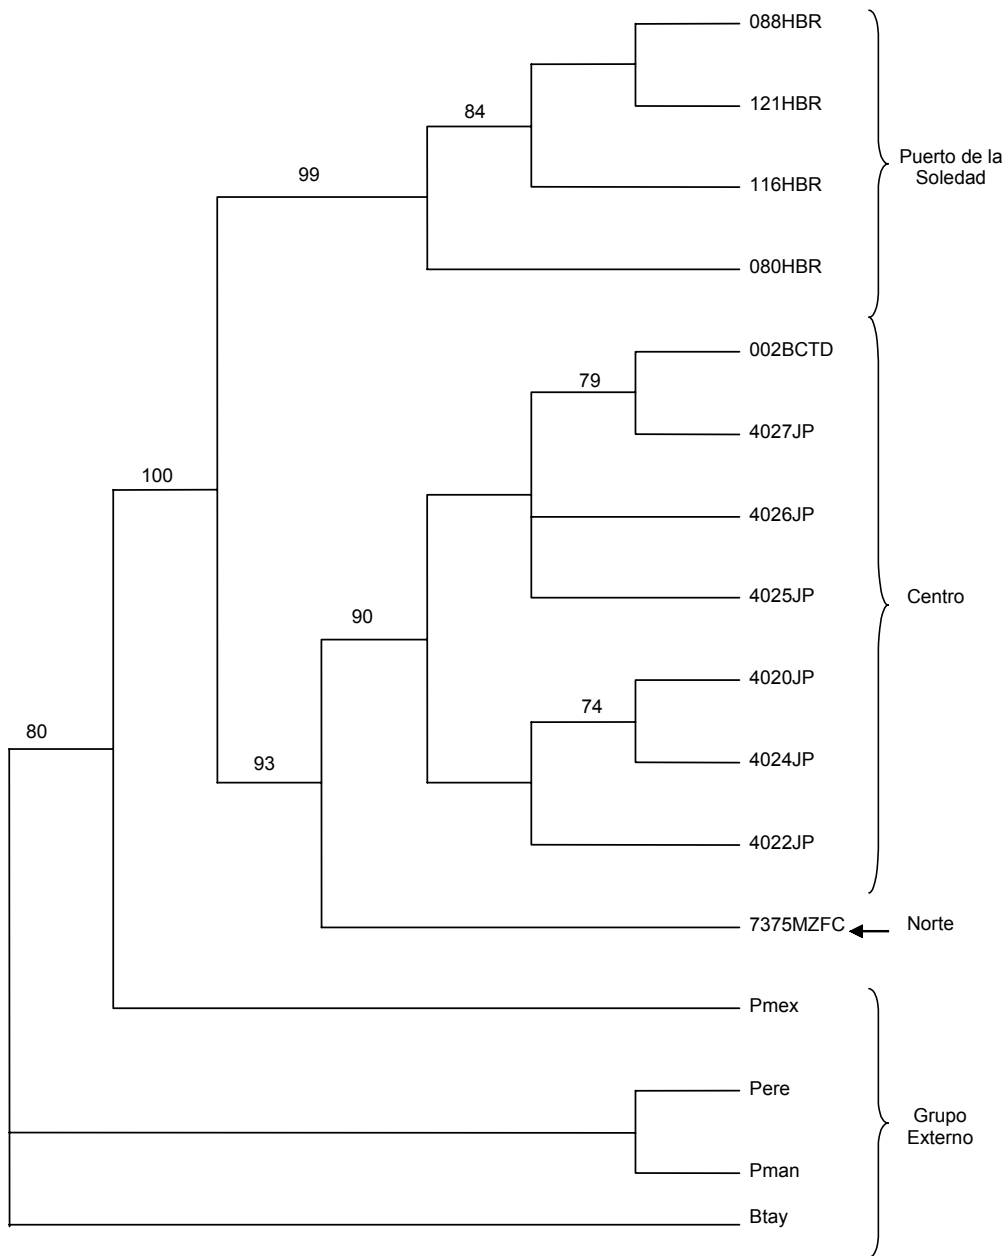 088HBR
84
121HBR
99
Puerto de la
Soledad
116HBR
080HBR
002BCTD
79
4027JP
100
4026JP
4025JP
Centro
90
4020JP
74
80
4024JP
93
4022JP
7375MZFC
Norte
Pmex
Pere
Grupo
Externo
Pman
Btay